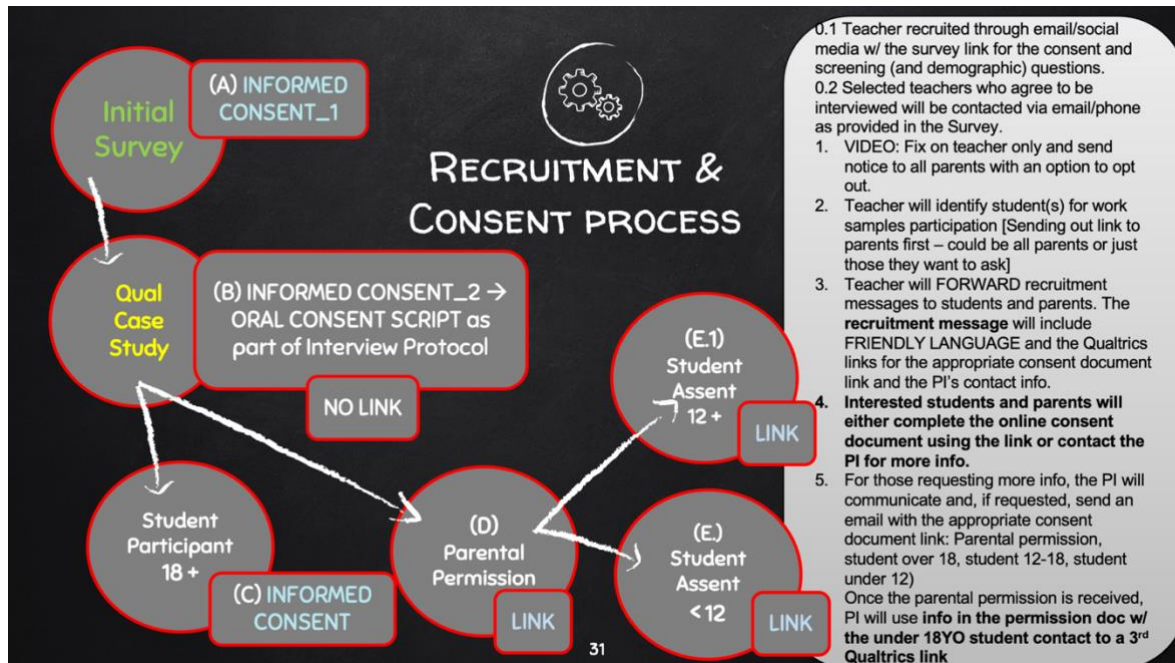 Initial
Survey
(A) INFORMED
CONSENT_1
RECRUITMENT &
CONSENT PROCESS
Qual
Case
Study
(B) INFORMED CONSENT_2 →
ORAL CONSENT SCRIPT as
part of Interview Protocol
NO LINK
Student
Participant
18 +
(C) INFORMED
CONSENT
(D)
Parental
Permission
LINK
(E.1)
Student
Assent
12 +
LINK
(E.)
Student
Assent
<12
LINK
31
0.1 Teacher recruited through email/social
media w/ the survey link for the consent and
screening (and demographic) questions.
0.2 Selected teachers who agree to be
interviewed will be contacted via email/phone
as provided in the Survey.
1. VIDEO: Fix on teacher only and send
notice to all parents with an option to opt
out.
2. Teacher will identify student(s) for work
samples participation [Sending out link to
parents first – could be all parents or just
those they want to ask]
3. Teacher will FORWARD recruitment
messages to students and parents. The
recruitment message will include
FRIENDLY LANGUAGE and the Qualtrics
links for the appropriate consent document
link and the PI's contact info.
4. Interested students and parents will
either complete the online consent
document using the link or contact the
PI for more info.
5. For those requesting more info, the PI will
communicate and, if requested, send an
email with the appropriate consent
document link: Parental permission,
student over 18, student 12-18, student
under 12)
Once the parental permission is received,
PI will use info in the permission doc w/
the under 18YO student contact to a 3rd
Qualtrics link